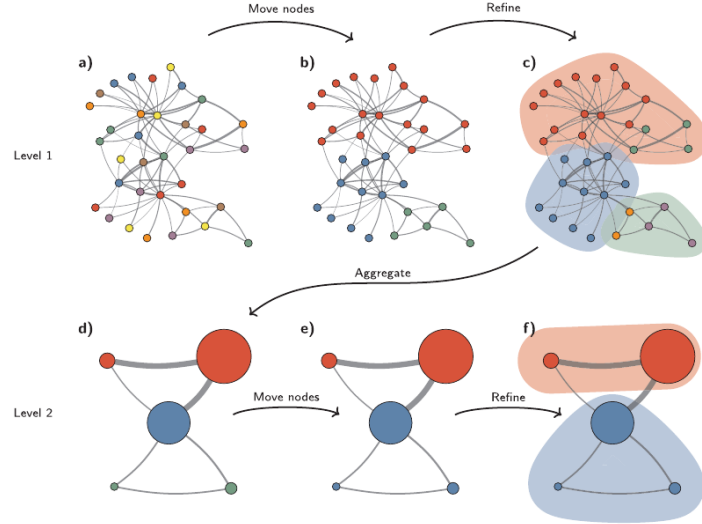 Move nodes
Refine
a)
b)
c)
Level 1
Aggregate
d)
e)
f)
Move nodes
Refine
Level 2